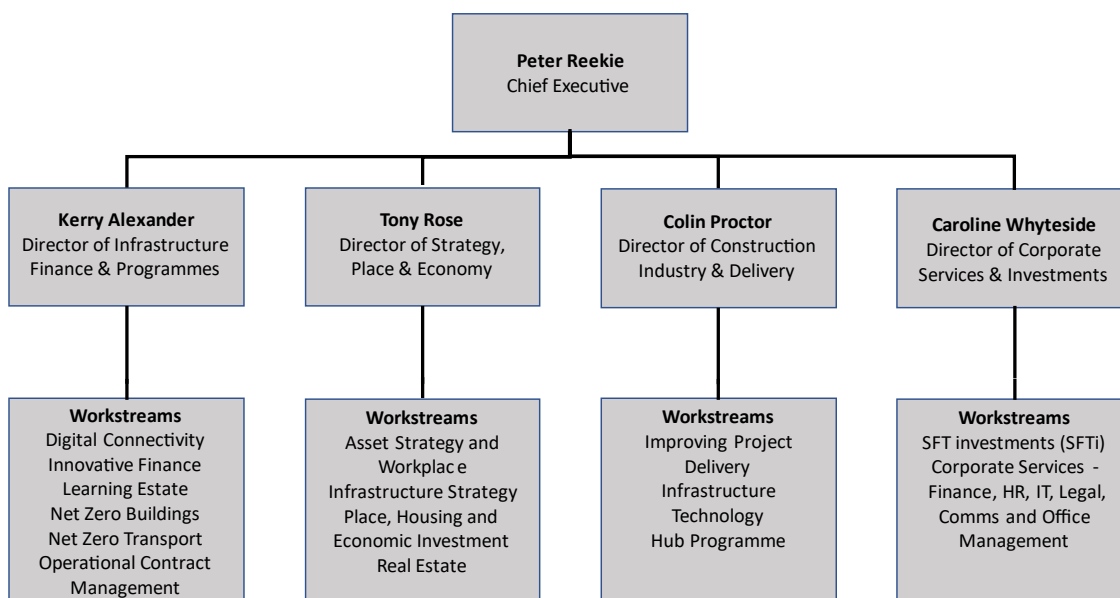 Peter Reekie
Chief Executive
Kerry Alexander
Director of Infrastructure
Finance & Programmes
Tony Rose
Director of Strategy,
Place & Economy
Colin Proctor
Director of Construction
Industry & Delivery
Caroline Whyteside
Director of Corporate
Services & Investments
Workstreams
Digital Connectivity
Innovative Finance
Learning Estate
Net Zero Buildings
Net Zero Transport
Operational Contract
Management
Workstreams
Asset Strategy and
Workplace
Infrastructure Strategy
Place, Housing and
Economic Investment
Real Estate
Workstreams
Improving Project
Delivery
Infrastructure
Technology
Hub Programme
Workstreams
SFT investments (SFTi)
Corporate Services -
Finance, HR, IT, Legal,
Comms and Office
Management